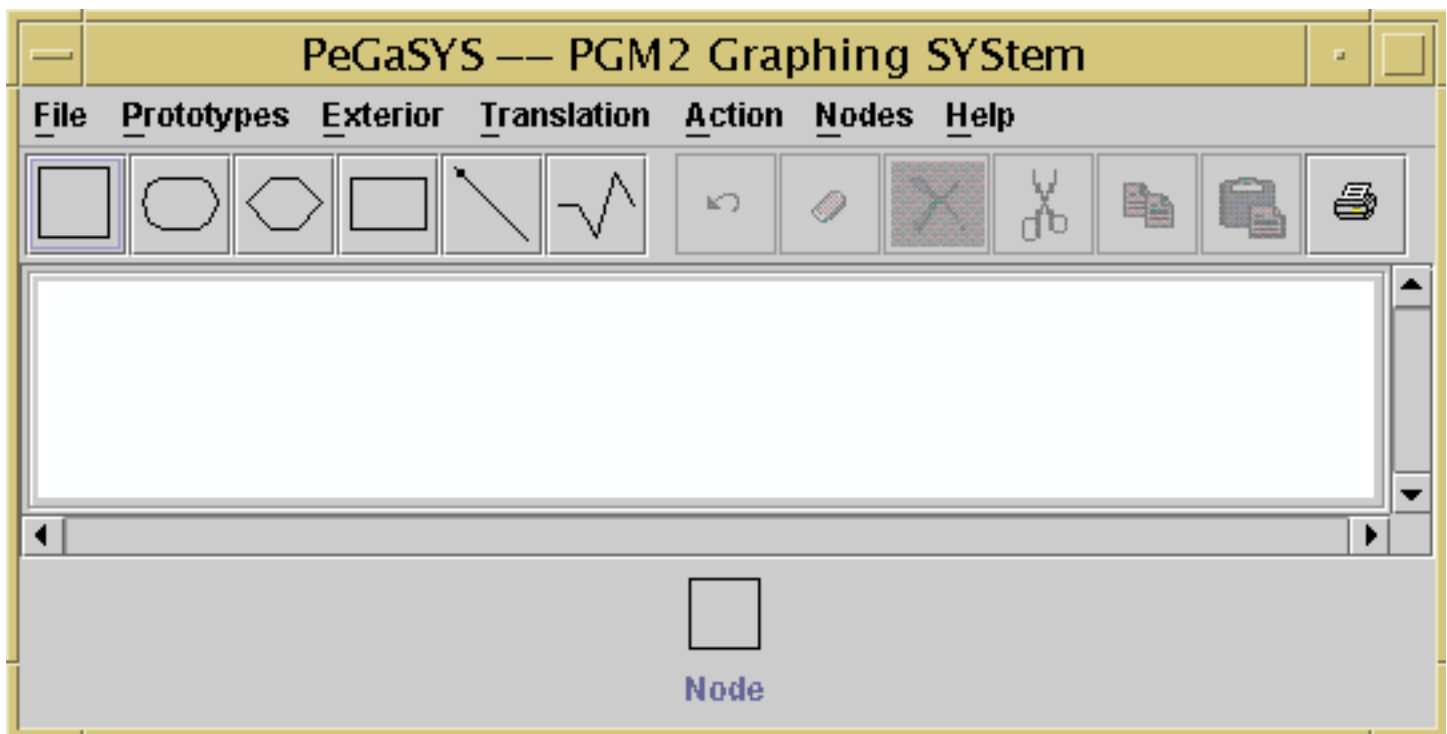 PeGaSYS –– PGM2 Graphing SYStem
File Prototypes Exterior Translation Action Nodes Help
Node